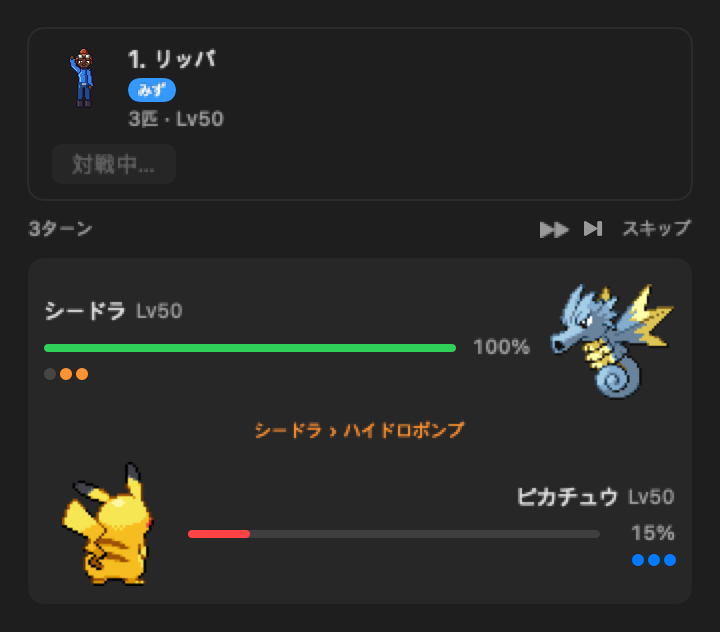 1. リッパ
みず
3匹 · Lv50
対戦中...
3ターン スキップ
シードラ Lv50
100%
シードラ › ハイドロポンプ
ピカチュウ Lv50
15%